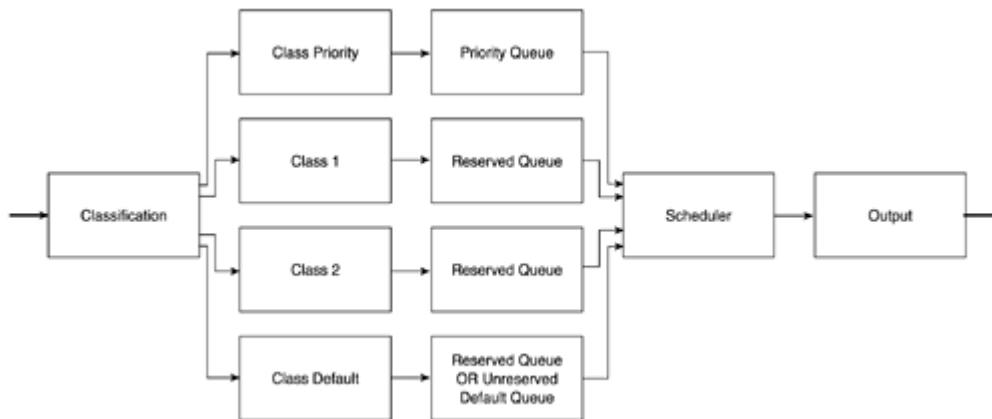 Class Priority
Priority Queue
Class 1
Reserved Queue
Classification
Scheduler
Output
Class 2
Reserved Queue
Class Default
Reserved Queue
OR Unreserved
Default Queue